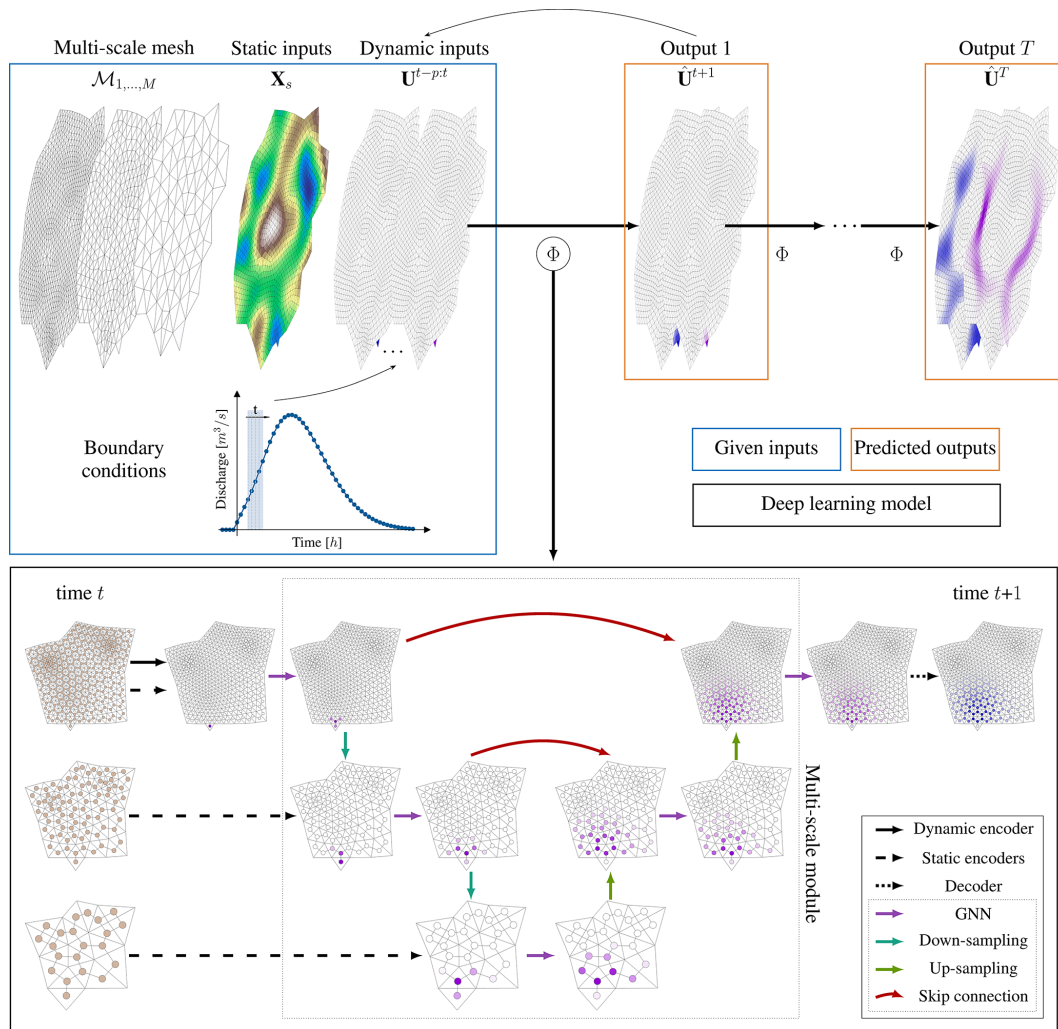 Multi-scale mesh
Static inputs
Dynamic inputs
Output 1
Output T
𝓜₁,...,M
Xₛ
Uᵗ⁻ᵖ:ᵗ
Ûᵗ⁺¹
Ûᵀ
Φ
Φ
Φ
. . .
. . .
Boundary
conditions
Discharge [m³/s]
t
Time [h]
Given inputs
Predicted outputs
Deep learning model
time t
time t+1
Multi-scale module
Dynamic encoder
Static encoders
Decoder
GNN
Down-sampling
Up-sampling
Skip connection